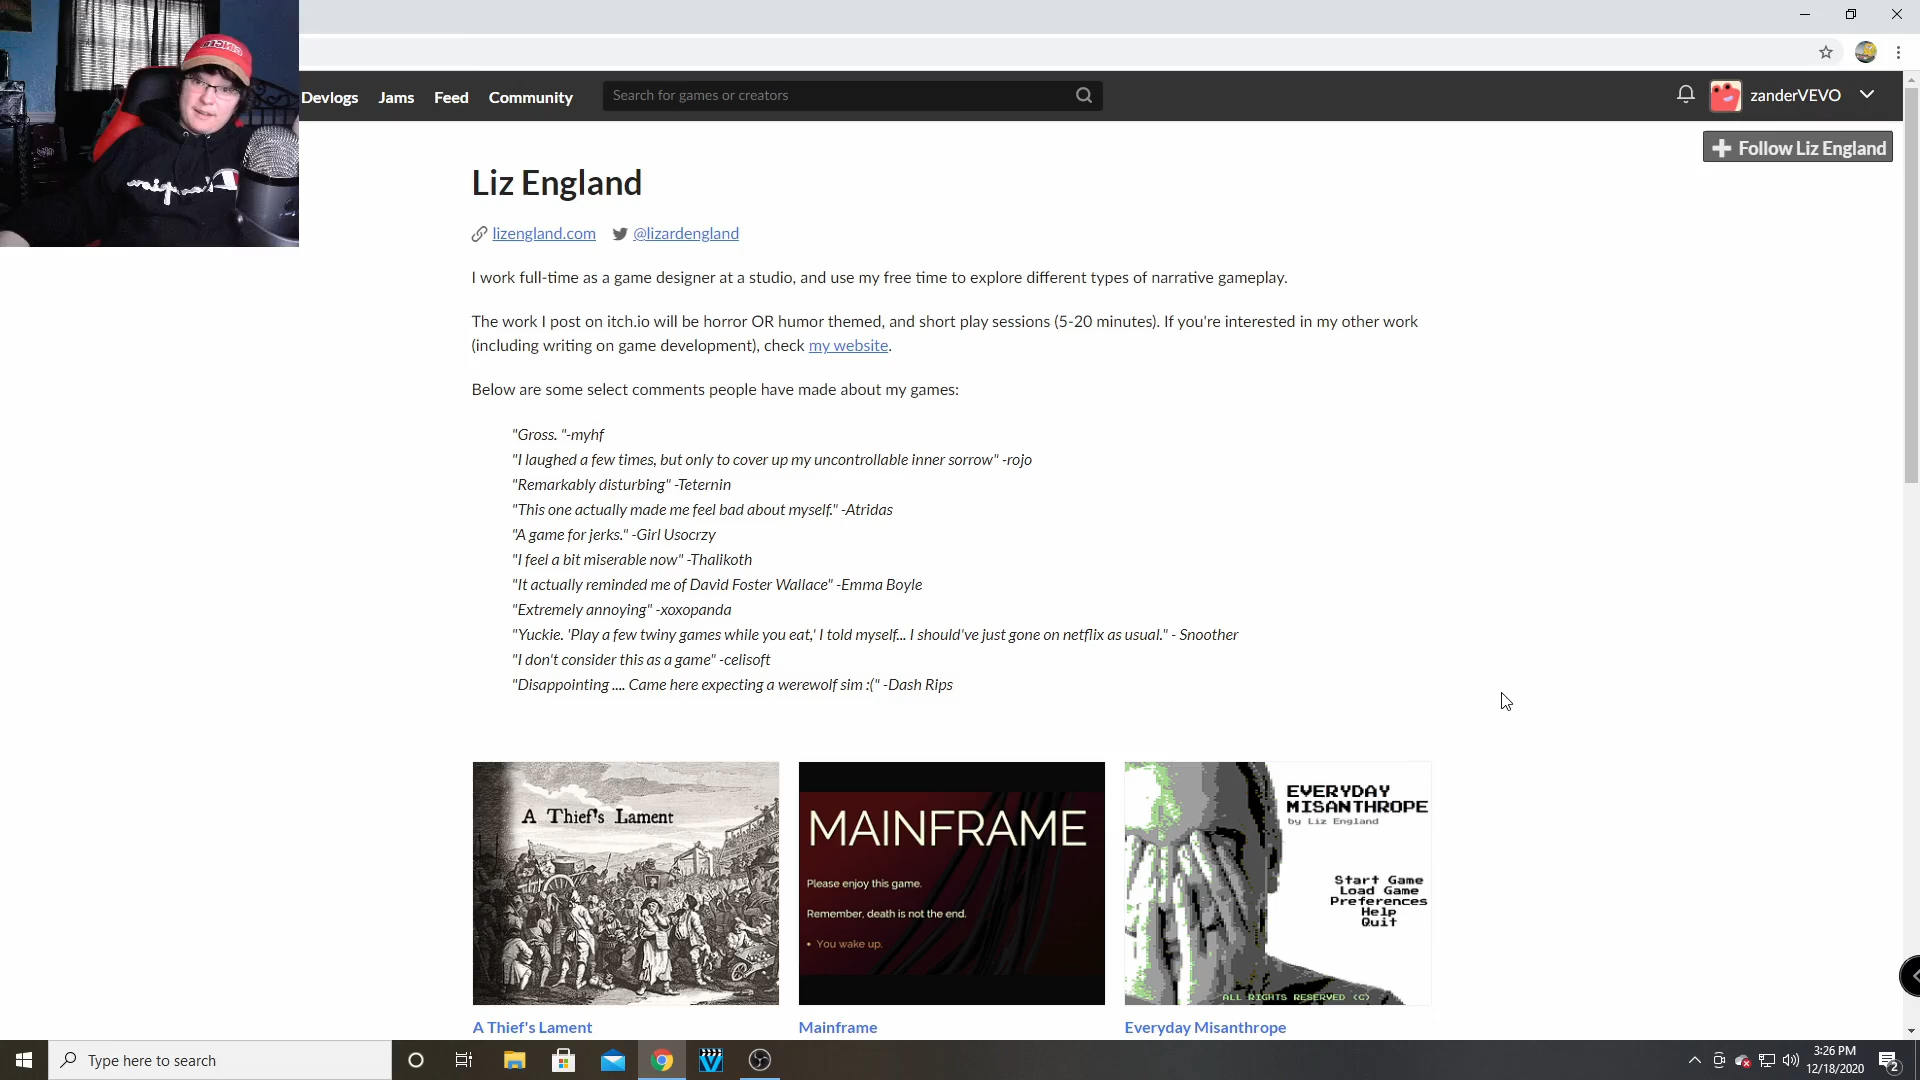 Devlogs Jams Feed Community Search for games or creators zanderVEVO
Follow Liz England
Liz England
lizengland.com @lizardengland
I work full-time as a game designer at a studio, and use my free time to explore different types of narrative gameplay.
The work I post on itch.io will be horror OR humor themed, and short play sessions (5-20 minutes). If you're interested in my other work
(including writing on game development), check my website.
Below are some select comments people have made about my games:
"Gross. "-myhf
"I laughed a few times, but only to cover up my uncontrollable inner sorrow" -rojo
"Remarkably disturbing" -Teternin
"This one actually made me feel bad about myself." -Atridas
"A game for jerks." -Girl Usocrzy
"I feel a bit miserable now" -Thalikoth
"It actually reminded me of David Foster Wallace" -Emma Boyle
"Extremely annoying" -xoxopanda
"Yuckie. 'Play a few twiny games while you eat,' I told myself... I should've just gone on netflix as usual." - Snoother
"I don't consider this as a game" -celisoft
"Disappointing .... Came here expecting a werewolf sim :(" -Dash Rips
A Thief's Lament
MAINFRAME
Please enjoy this game.
Remember, death is not the end.
• You wake up.
EVERYDAY
MISANTHROPE
by Liz England
Start Game
Load Game
Preferences
Help
Quit
ALL RIGHTS RESERVED (C)
A Thief's Lament
Mainframe
Everyday Misanthrope
Type here to search
3:26 PM
12/18/2020
2